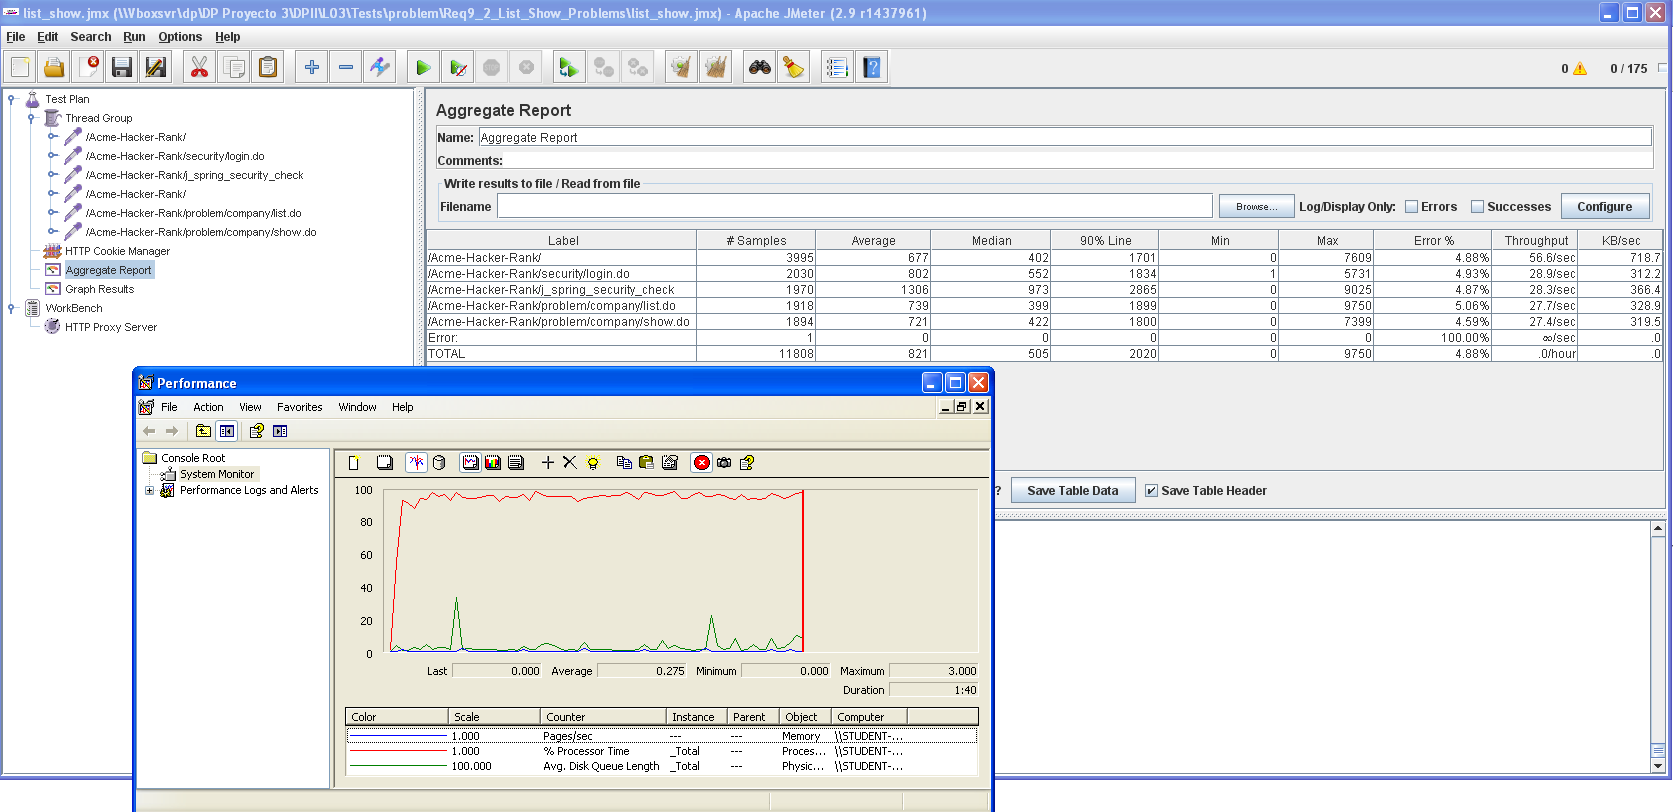 list_show.jmx (\\Vboxsvr\dp\DP Proyecto 3\DPII\L03\Tests\problem\Req9_2_List_Show_Problems\list_show.jmx) - Apache JMeter (2.9 r1437961)
File Edit Search Run Options Help
0 0 / 175
Test Plan
Thread Group
/Acme-Hacker-Rank/
/Acme-Hacker-Rank/security/login.do
/Acme-Hacker-Rank/j_spring_security_check
/Acme-Hacker-Rank/
/Acme-Hacker-Rank/problem/company/list.do
/Acme-Hacker-Rank/problem/company/show.do
HTTP Cookie Manager
Aggregate Report
Graph Results
WorkBench
HTTP Proxy Server
Aggregate Report
Name: Aggregate Report
Comments:
Write results to file / Read from file
Filename Browse... Log/Display Only: Errors Successes Configure
Label # Samples Average Median 90% Line Min Max Error % Throughput KB/sec
/Acme-Hacker-Rank/ 3995 677 402 1701 0 7609 4.88% 56.6/sec 718.7
/Acme-Hacker-Rank/security/login.do 2030 802 552 1834 1 5731 4.93% 28.9/sec 312.2
/Acme-Hacker-Rank/j_spring_security_check 1970 1306 973 2865 0 9025 4.87% 28.3/sec 366.4
/Acme-Hacker-Rank/problem/company/list.do 1918 739 399 1899 0 9750 5.06% 27.7/sec 328.9
/Acme-Hacker-Rank/problem/company/show.do 1894 721 422 1800 0 7399 4.59% 27.4/sec 319.5
Error: 1 0 0 0 0 0 100.00% ∞/sec .0
TOTAL 11808 821 505 2020 0 9750 4.88% .0/hour .0
? Save Table Data Save Table Header
Performance
File Action View Favorites Window Help
Console Root
System Monitor
Performance Logs and Alerts
100
80
60
40
20
0
Last 0.000 Average 0.275 Minimum 0.000 Maximum 3.000
Duration 1:40
Color Scale Counter Instance Parent Object Computer
1.000 Pages/sec --- --- Memory \\STUDENT-...
1.000 % Processor Time _Total --- Proces... \\STUDENT-...
100.000 Avg. Disk Queue Length _Total --- Physic... \\STUDENT-...